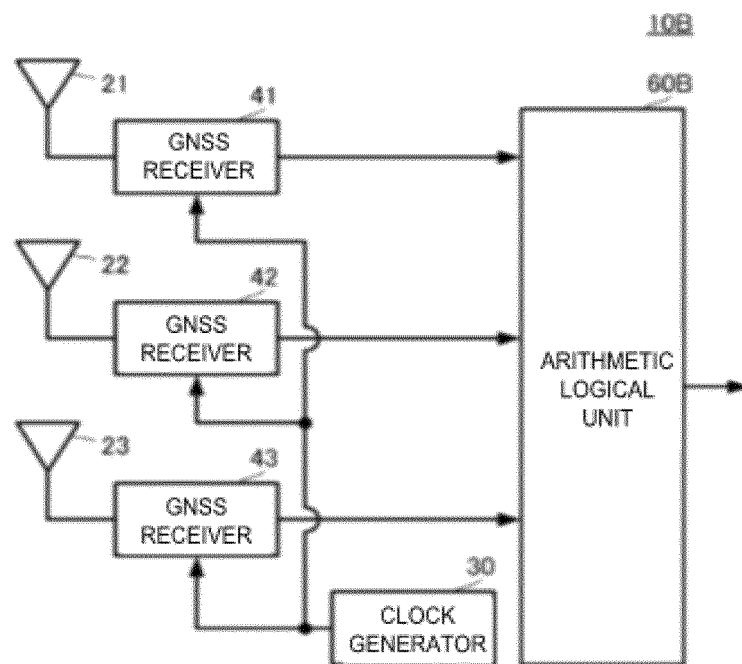 10B
21
41
60B
GNSS
RECEIVER
22
42
GNSS
RECEIVER
ARITHMETIC
LOGICAL
UNIT
23
43
GNSS
RECEIVER
30
CLOCK
GENERATOR